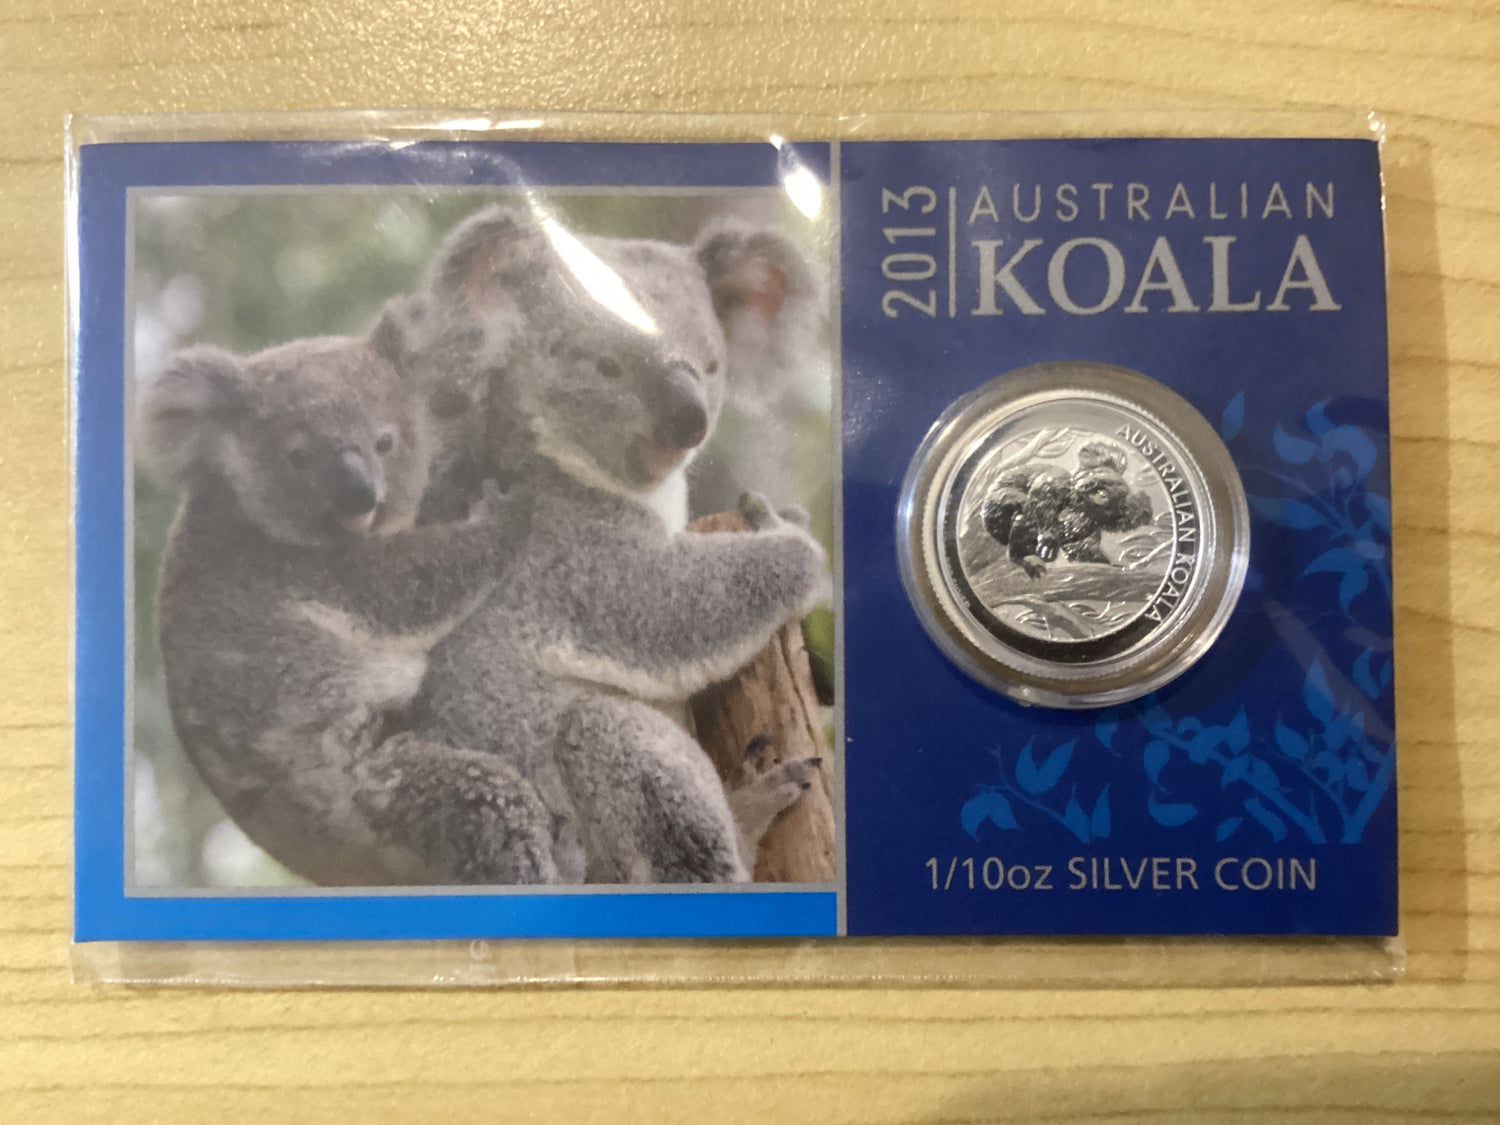 2013
AUSTRALIAN
KOALA
AUSTRALIAN KOALA
1/10oz SILVER COIN